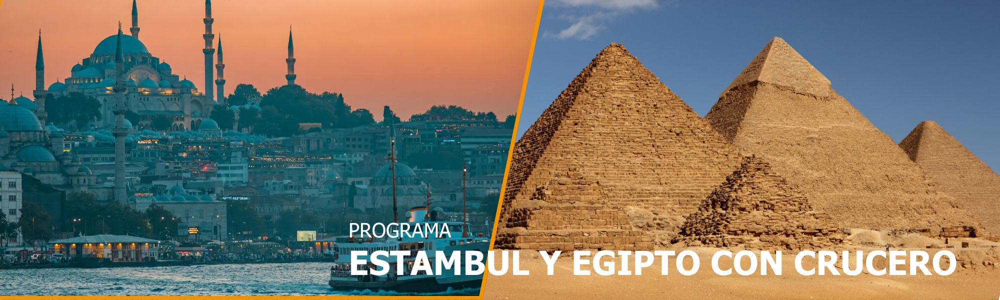 PROGRAMA
ESTAMBUL Y EGIPTO CON CRUCERO